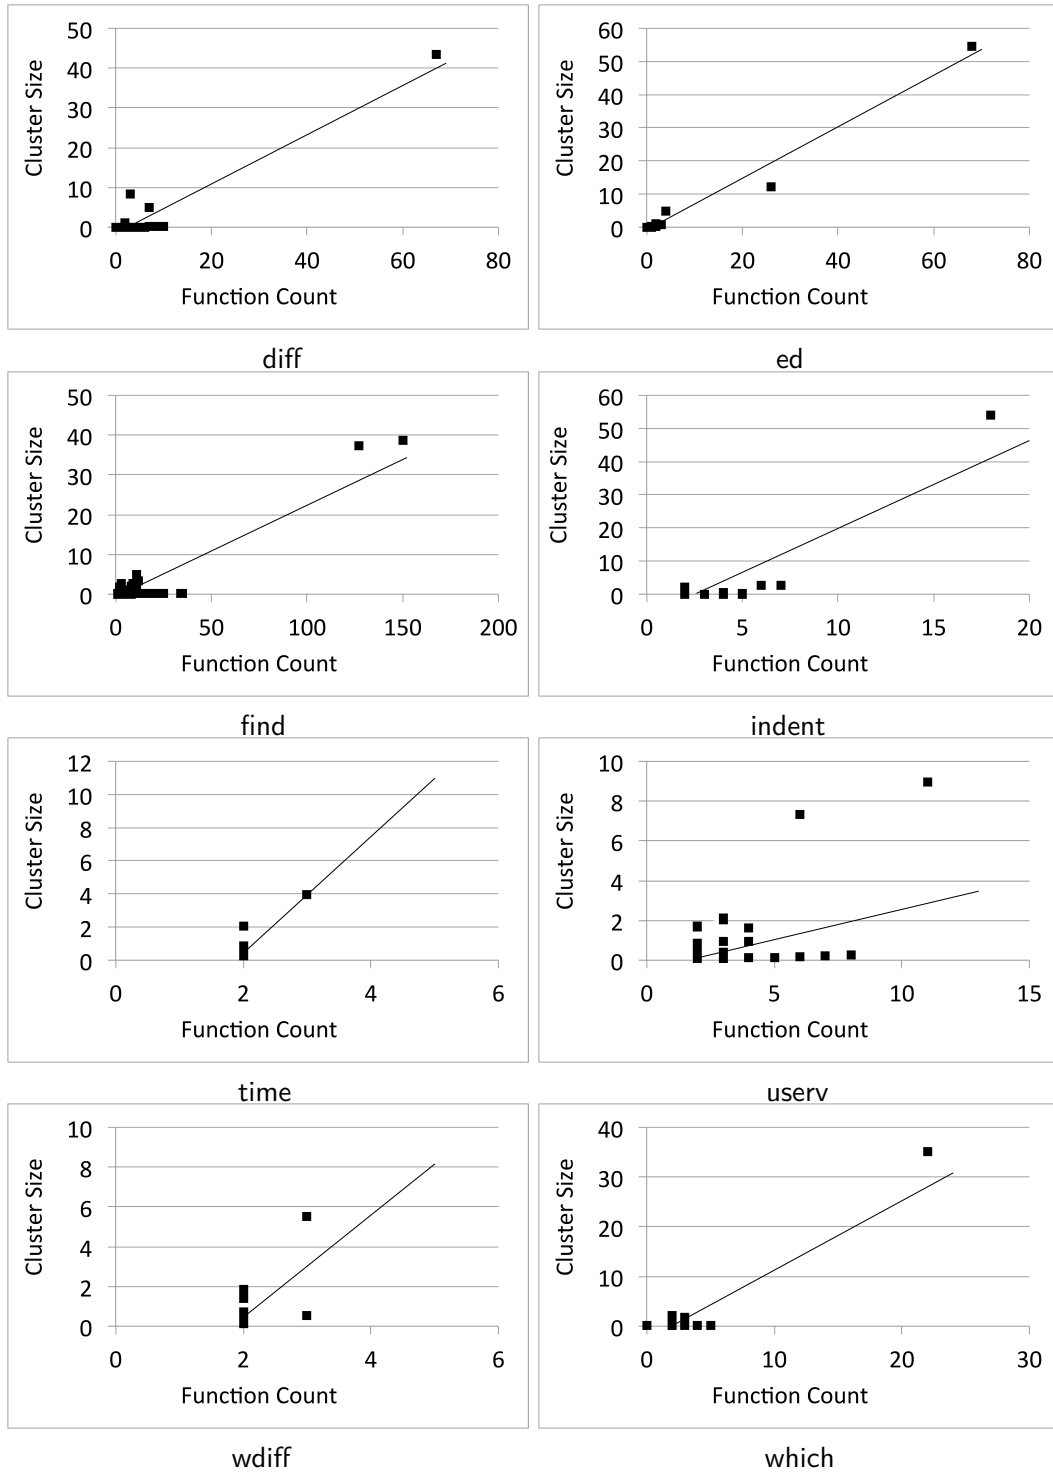 50
40
30
20
10
0
Cluster Size
0 20 40 60 80
Function Count
diff
60
50
40
30
20
10
0
Cluster Size
0 20 40 60 80
Function Count
ed
50
40
30
20
10
0
Cluster Size
0 50 100 150 200
Function Count
find
60
50
40
30
20
10
0
Cluster Size
0 5 10 15 20
Function Count
indent
12
10
8
6
4
2
0
Cluster Size
0 2 4 6
Function Count
time
10
8
6
4
2
0
Cluster Size
0 5 10 15
Function Count
userv
10
8
6
4
2
0
Cluster Size
0 2 4 6
Function Count
wdiff
40
30
20
10
0
Cluster Size
0 10 20 30
Function Count
which